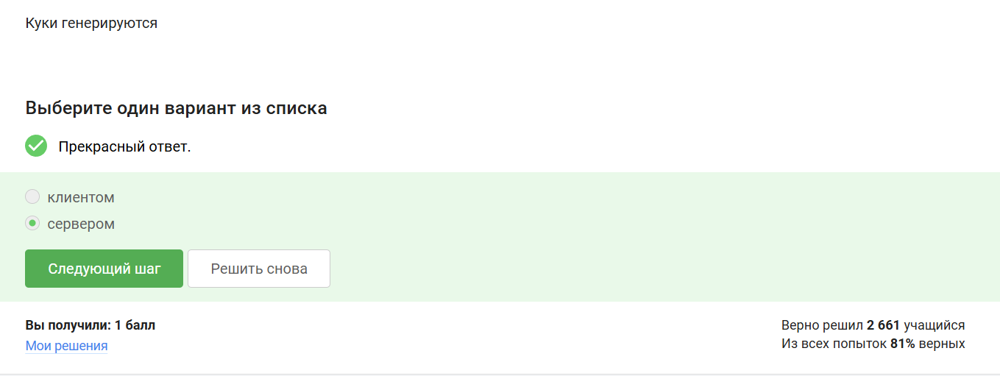 Куки генерируются
Выберите один вариант из списка
Прекрасный ответ.
клиентом
сервером
Следующий шаг
Решить снова
Вы получили: 1 балл
Мои решения
Верно решил 2 661 учащийся
Из всех попыток 81% верных